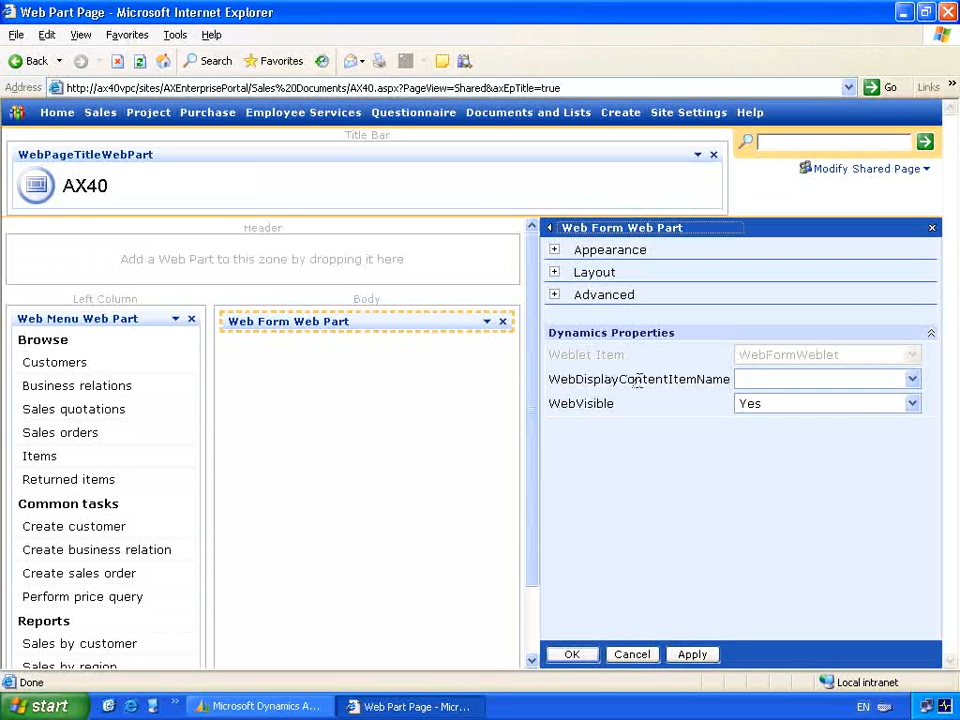 Web Part Page - Microsoft Internet Explorer
File Edit View Favorites Tools Help
Back Search Favorites
Address http://ax40vpc/sites/AXEnterprisePortal/Sales%20Documents/AX40.aspx?PageView=Shared&axEpTitle=true Go Links »
Home Sales Project Purchase Employee Services Questionnaire Documents and Lists Create Site Settings Help
Title Bar
WebPageTitleWebPart
AX40
Modify Shared Page
Header
Add a Web Part to this zone by dropping it here
Left Column
Body
Web Menu Web Part
Browse
Customers
Business relations
Sales quotations
Sales orders
Items
Returned items
Common tasks
Create customer
Create business relation
Create sales order
Perform price query
Reports
Sales by customer
Sales by region
Web Form Web Part
Web Form Web Part
Appearance
Layout
Advanced
Dynamics Properties
Weblet Item WebFormWeblet
WebDisplayContentItemName
WebVisible Yes
OK Cancel Apply
Done Local intranet
start » Microsoft Dynamics A... Web Part Page - Micr... EN